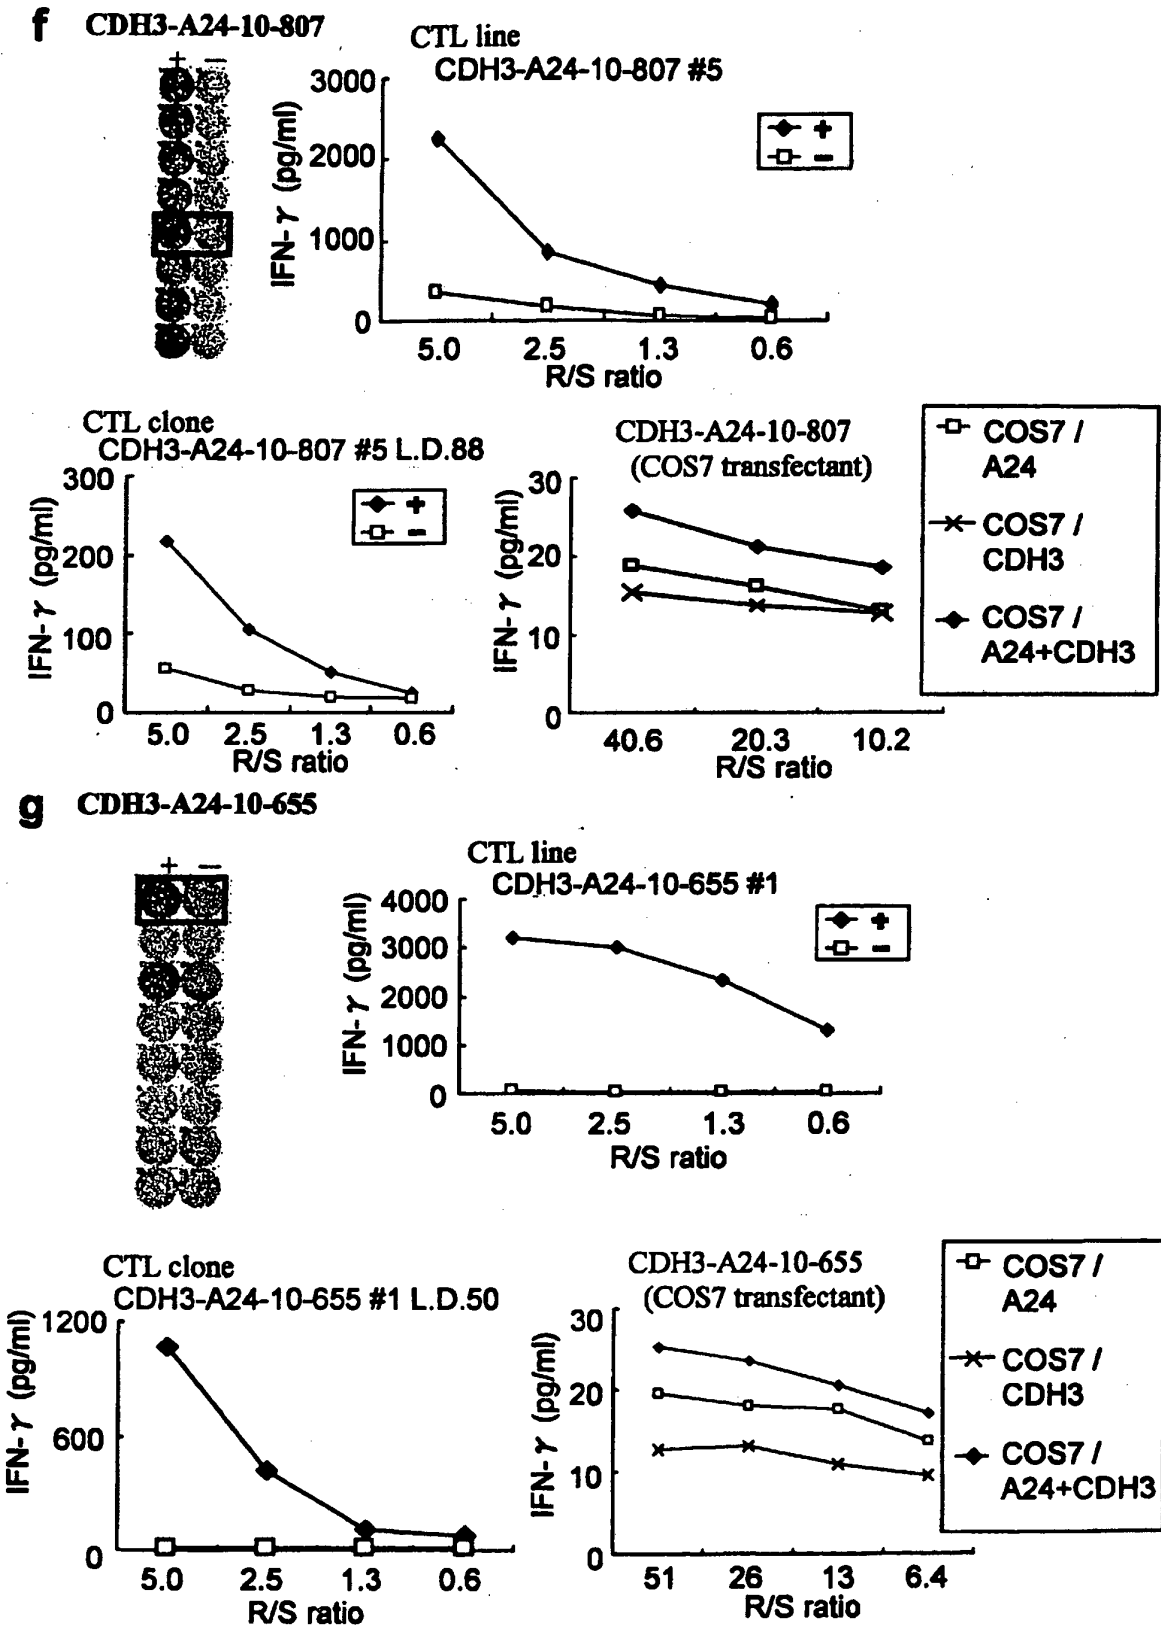 f CDH3-A24-10-807
+ −
CTL line
CDH3-A24-10-807 #5
IFN-γ (pg/ml)
3000
2000
1000
0
5.0 2.5 1.3 0.6
R/S ratio
+
−
CTL clone
CDH3-A24-10-807 #5 L.D.88
IFN-γ (pg/ml)
300
200
100
0
5.0 2.5 1.3 0.6
R/S ratio
+
−
CDH3-A24-10-807
(COS7 transfectant)
IFN-γ (pg/ml)
30
20
10
0
40.6 20.3 10.2
R/S ratio
COS7 /
A24
COS7 /
CDH3
COS7 /
A24+CDH3
g CDH3-A24-10-655
+ −
CTL line
CDH3-A24-10-655 #1
IFN-γ (pg/ml)
4000
3000
2000
1000
0
5.0 2.5 1.3 0.6
R/S ratio
+
−
CTL clone
CDH3-A24-10-655 #1 L.D.50
IFN-γ (pg/ml)
1200
600
0
5.0 2.5 1.3 0.6
R/S ratio
CDH3-A24-10-655
(COS7 transfectant)
IFN-γ (pg/ml)
30
20
10
0
51 26 13 6.4
R/S ratio
COS7 /
A24
COS7 /
CDH3
COS7 /
A24+CDH3